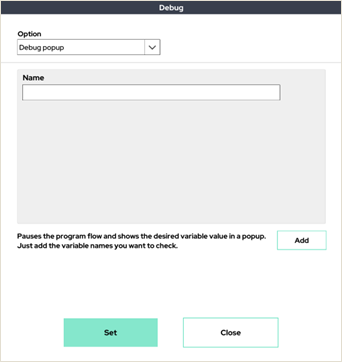 Debug
Option
Debug popup
Name
Pauses the program flow and shows the desired variable value in a popup.
Just add the variable names you want to check.
Add
Set
Close